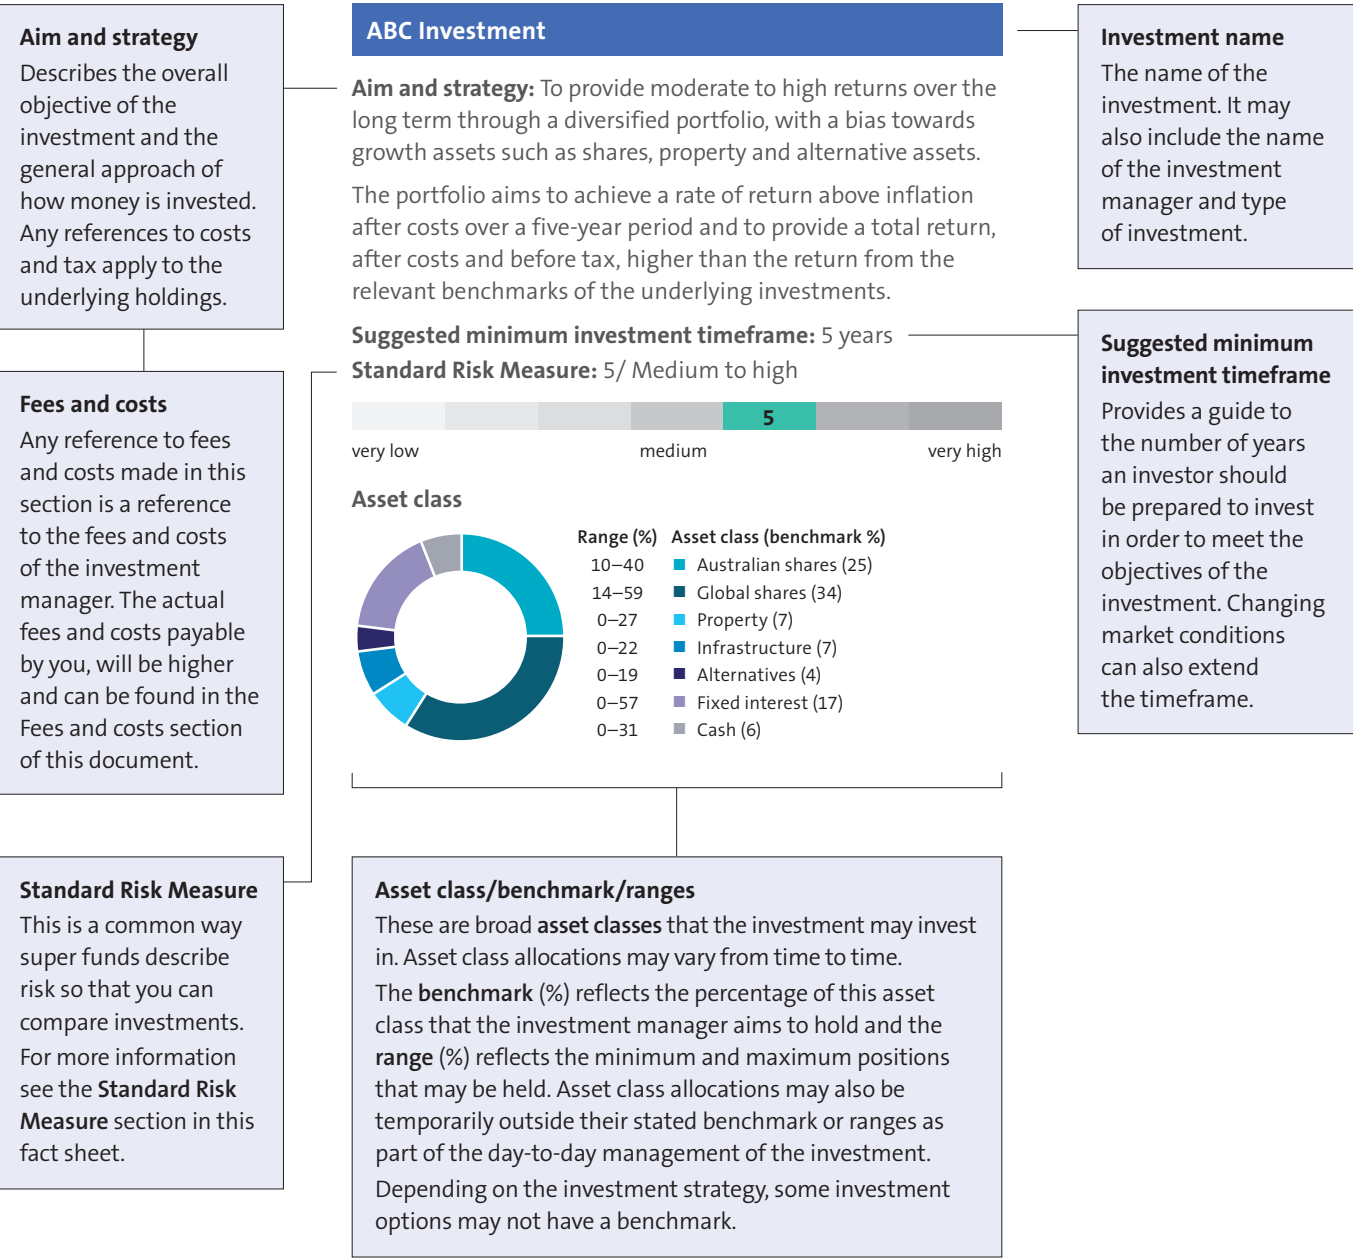 Aim and strategy
Describes the overall
objective of the
investment and the
general approach of
how money is invested.
Any references to costs
and tax apply to the
underlying holdings.
Fees and costs
Any reference to fees
and costs made in this
section is a reference
to the fees and costs
of the investment
manager. The actual
fees and costs payable
by you, will be higher
and can be found in the
Fees and costs section
of this document.
Standard Risk Measure
This is a common way
super funds describe
risk so that you can
compare investments.
For more information
see the Standard Risk
Measure section in this
fact sheet.
ABC Investment
Aim and strategy: To provide moderate to high returns over the
long term through a diversified portfolio, with a bias towards
growth assets such as shares, property and alternative assets.
The portfolio aims to achieve a rate of return above inflation
after costs over a five-year period and to provide a total return,
after costs and before tax, higher than the return from the
relevant benchmarks of the underlying investments.
Suggested minimum investment timeframe: 5 years
Standard Risk Measure: 5/ Medium to high
5
very low medium very high
Asset class
Range (%) Asset class (benchmark %)
10–40 Australian shares (25)
14–59 Global shares (34)
0–27 Property (7)
0–22 Infrastructure (7)
0–19 Alternatives (4)
0–57 Fixed interest (17)
0–31 Cash (6)
Asset class/benchmark/ranges
These are broad asset classes that the investment may invest
in. Asset class allocations may vary from time to time.
The benchmark (%) reflects the percentage of this asset
class that the investment manager aims to hold and the
range (%) reflects the minimum and maximum positions
that may be held. Asset class allocations may also be
temporarily outside their stated benchmark or ranges as
part of the day-to-day management of the investment.
Depending on the investment strategy, some investment
options may not have a benchmark.
Investment name
The name of the
investment. It may
also include the name
of the investment
manager and type
of investment.
Suggested minimum
investment timeframe
Provides a guide to
the number of years
an investor should
be prepared to invest
in order to meet the
objectives of the
investment. Changing
market conditions
can also extend
the timeframe.